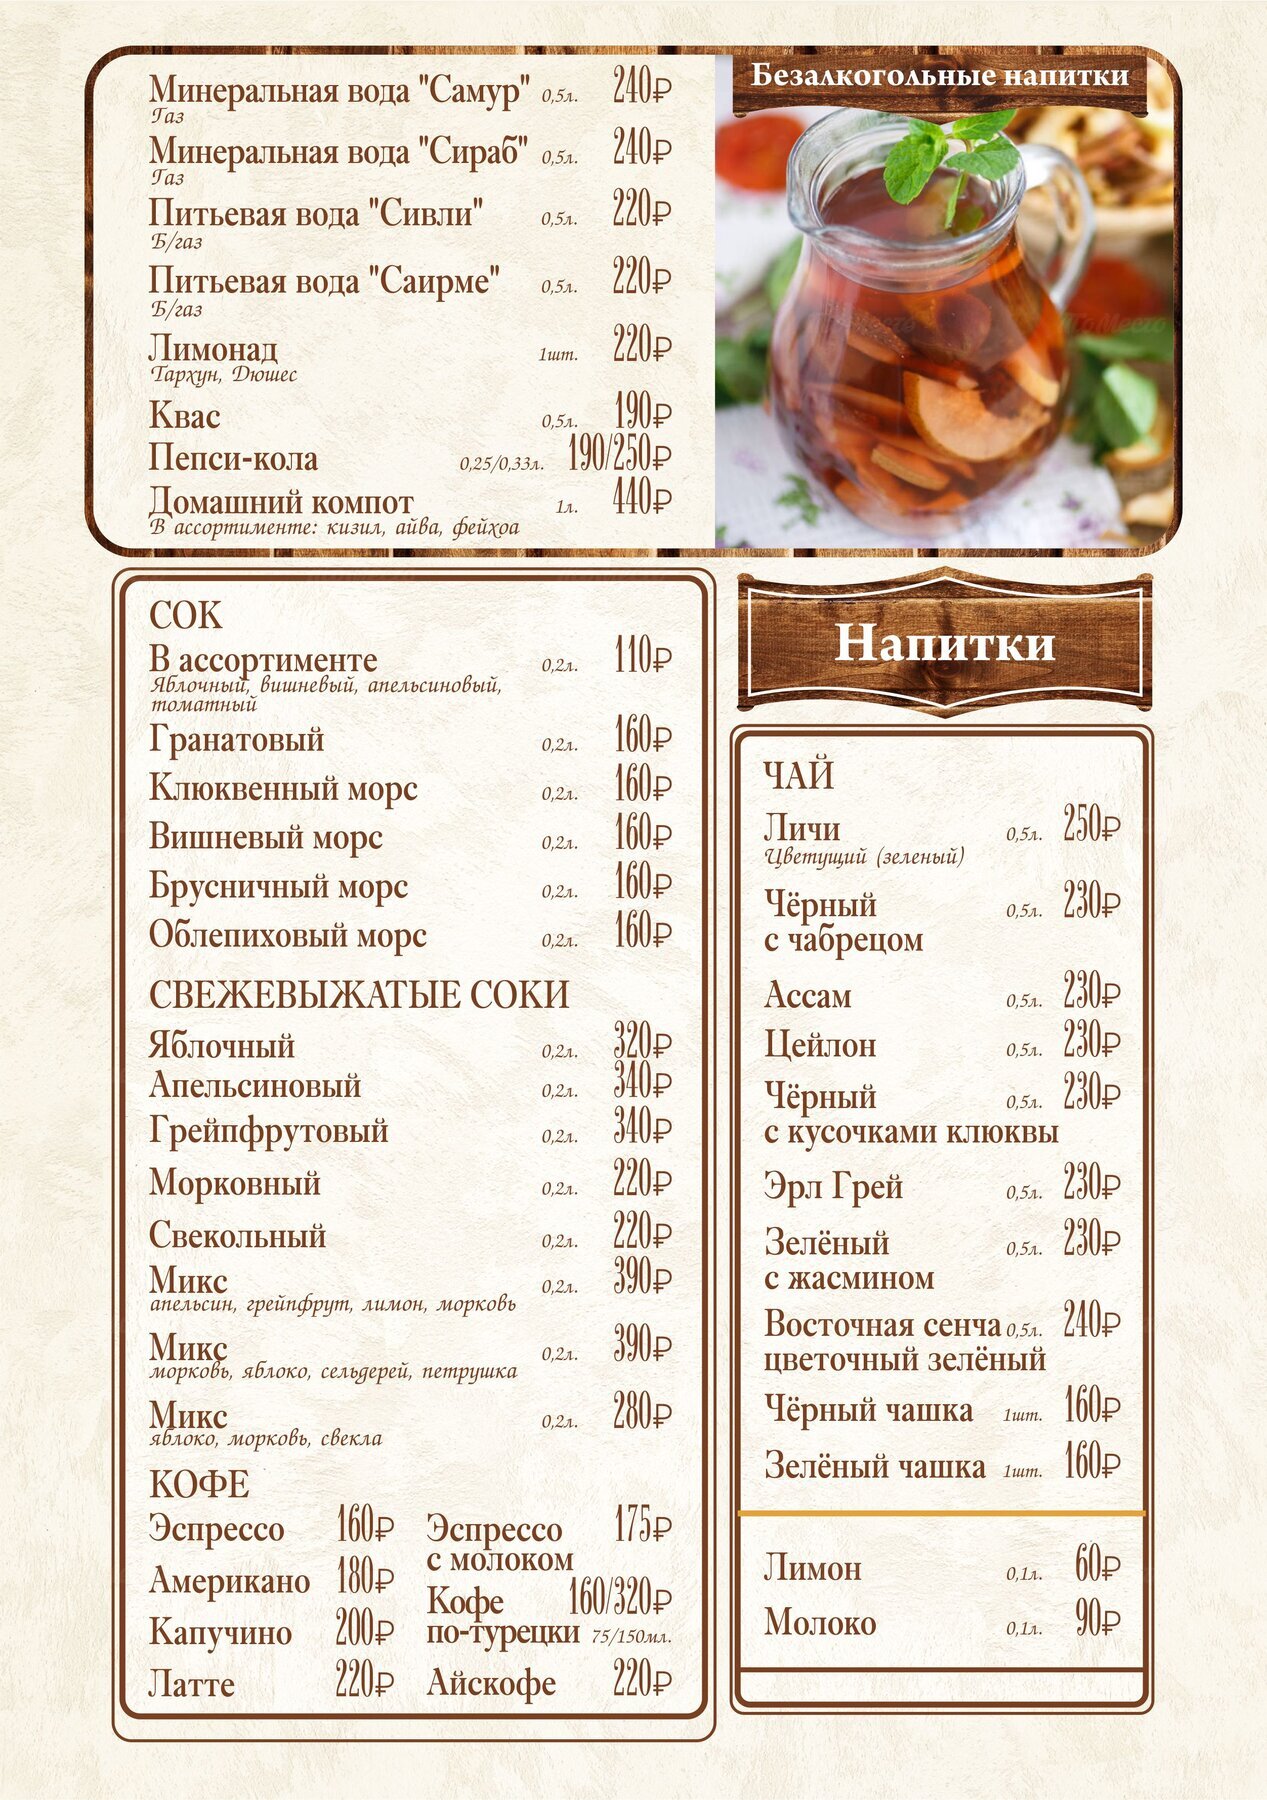 Безалкогольные напитки
Минеральная вода "Самур" 0,5л. 240₽
Газ
Минеральная вода "Сираб" 0,5л. 240₽
Газ
Питьевая вода "Сивли" 0,5л. 220₽
Б/газ
Питьевая вода "Саирме" 0,5л. 220₽
Б/газ
Лимонад 1шт. 220₽
Тархун, Дюшес
Квас 0,5л. 190₽
Пепси-кола 0,25/0,33л. 190/250₽
Домашний компот 1л. 440₽
В ассортименте: кизил, айва, фейхоа
Напитки
СОК
В ассортименте 0,2л. 110₽
Яблочный, вишневый, апельсиновый,
томатный
Гранатовый 0,2л. 160₽
Клюквенный морс 0,2л. 160₽
Вишневый морс 0,2л. 160₽
Брусничный морс 0,2л. 160₽
Облепиховый морс 0,2л. 160₽
СВЕЖЕВЫЖАТЫЕ СОКИ
Яблочный 0,2л. 320₽
Апельсиновый 0,2л. 340₽
Грейпфрутовый 0,2л. 340₽
Морковный 0,2л. 220₽
Свекольный 0,2л. 220₽
Микс 0,2л. 390₽
апельсин, грейпфрут, лимон, морковь
Микс 0,2л. 390₽
морковь, яблоко, сельдерей, петрушка
Микс 0,2л. 280₽
яблоко, морковь, свекла
КОФЕ
Эспрессо 160₽
Американо 180₽
Капучино 200₽
Латте 220₽
Эспрессо 175₽
с молоком
Кофе 160/320₽
по-турецки 75/150мл.
Айскофе 220₽
ЧАЙ
Личи 0,5л. 250₽
Цветущий (зеленый)
Чёрный 0,5л. 230₽
с чабрецом
Ассам 0,5л. 230₽
Цейлон 0,5л. 230₽
Чёрный 0,5л. 230₽
с кусочками клюквы
Эрл Грей 0,5л. 230₽
Зелёный 0,5л. 230₽
с жасмином
Восточная сенча 0,5л. 240₽
цветочный зелёный
Чёрный чашка 1шт. 160₽
Зелёный чашка 1шт. 160₽
Лимон 0,1л. 60₽
Молоко 0,1л. 90₽